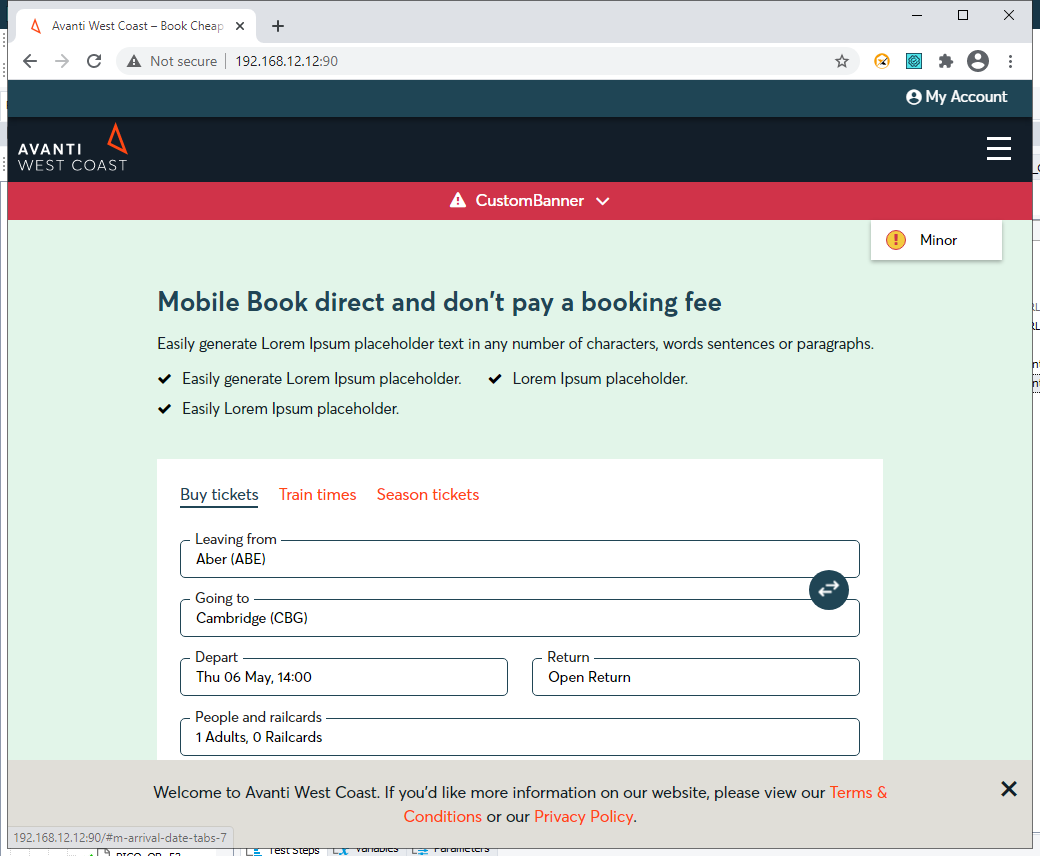 Avanti West Coast – Book Cheap
Not secure
192.168.12.12:90
My Account
AVANTI
WEST COAST
CustomBanner
Minor
Mobile Book direct and don't pay a booking fee
Easily generate Lorem Ipsum placeholder text in any number of characters, words sentences or paragraphs.
Easily generate Lorem Ipsum placeholder.
Lorem Ipsum placeholder.
Easily Lorem Ipsum placeholder.
Buy tickets
Train times
Season tickets
Leaving from
Aber (ABE)
Going to
Cambridge (CBG)
Depart
Thu 06 May, 14:00
Return
Open Return
People and railcards
1 Adults, 0 Railcards
Welcome to Avanti West Coast. If you'd like more information on our website, please view our Terms &
Conditions or our Privacy Policy.
192.168.12.12:90/#m-arrival-date-tabs-7
Test Steps
Variables
Parameters